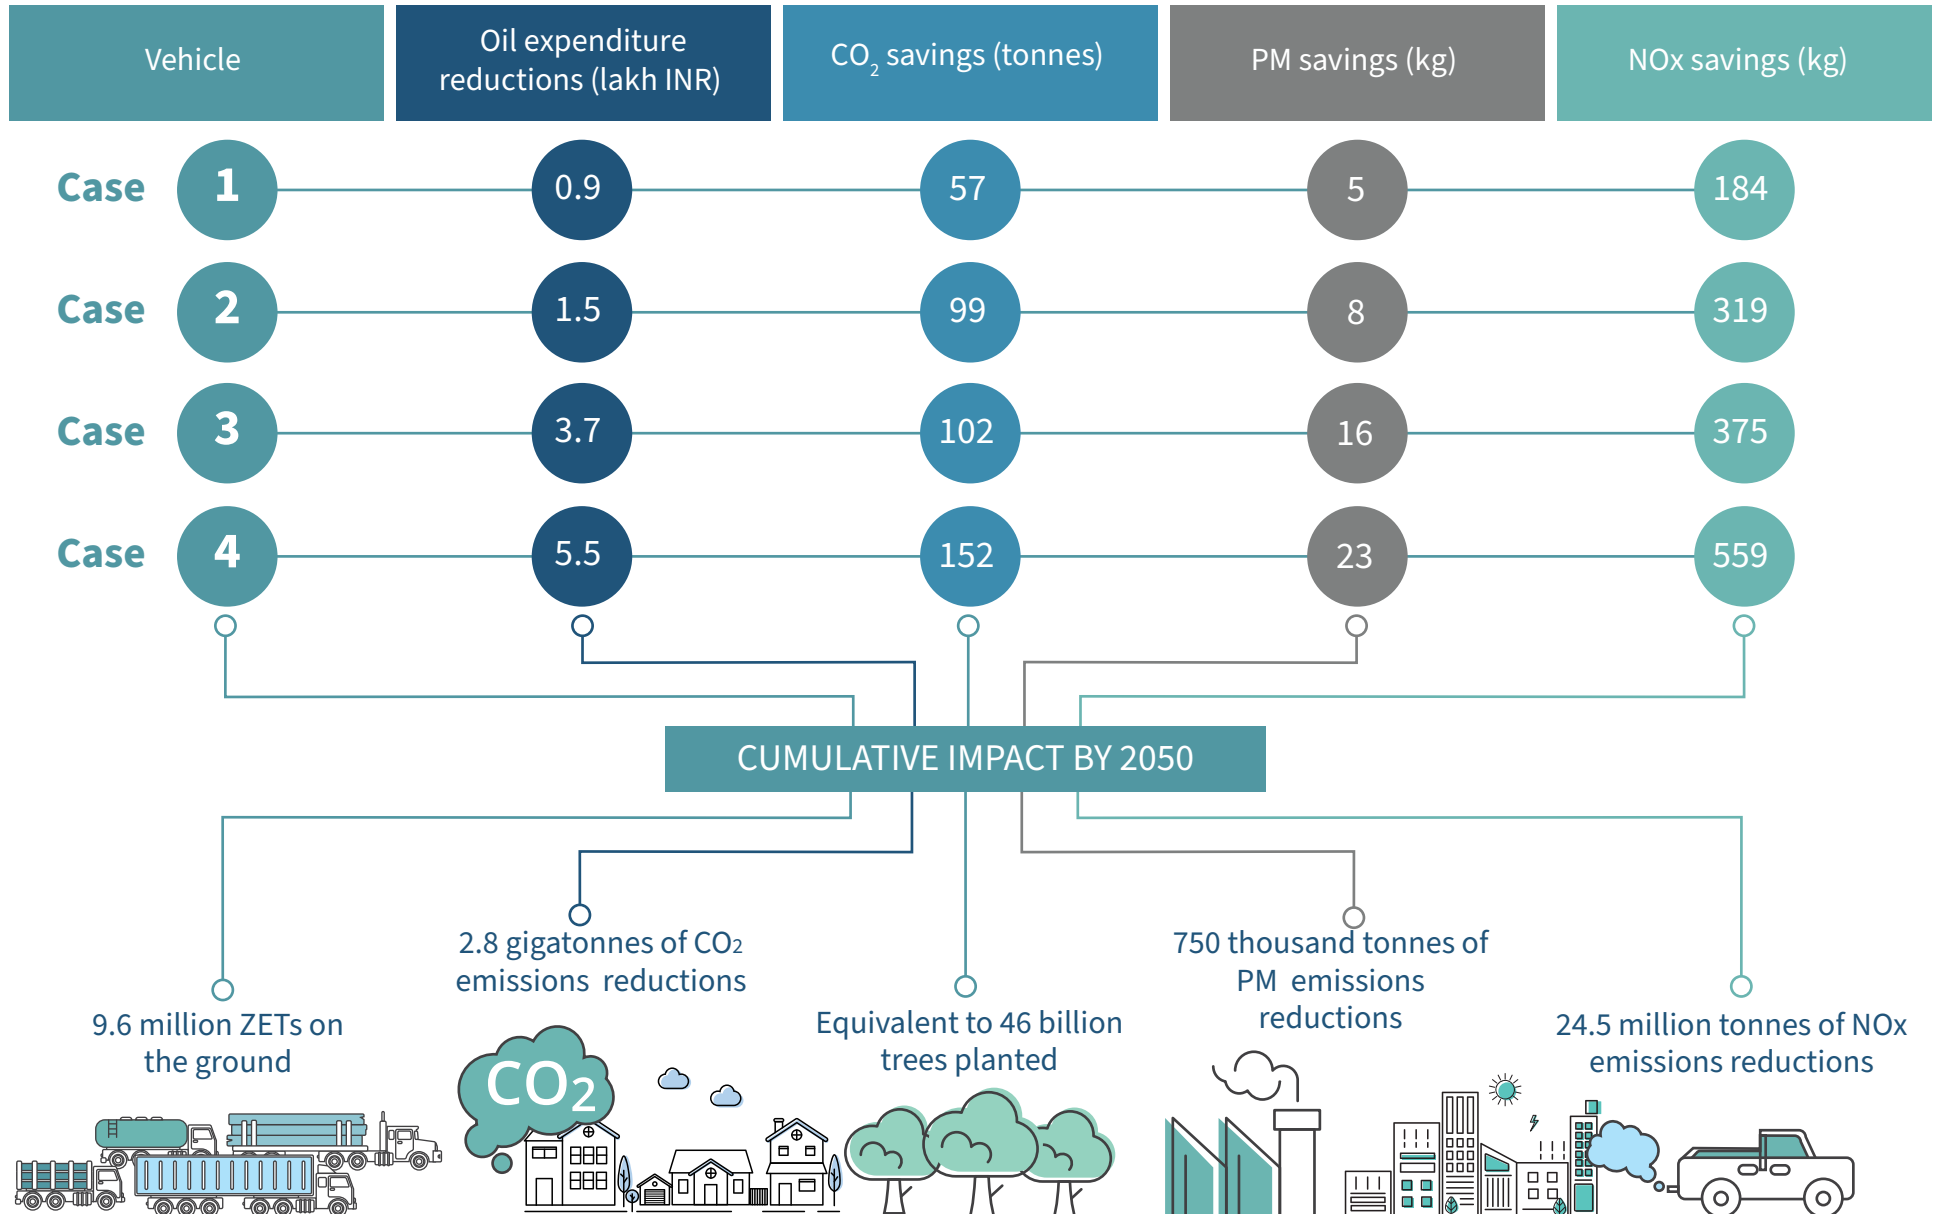 Vehicle
Oil expenditure
reductions (lakh INR)
CO2 savings (tonnes)
PM savings (kg)
NOx savings (kg)
Case 1 0.9 57 5 184
Case 2 1.5 99 8 319
Case 3 3.7 102 16 375
Case 4 5.5 152 23 559
CUMULATIVE IMPACT BY 2050
9.6 million ZETs on
the ground
2.8 gigatonnes of CO2
emissions reductions
Equivalent to 46 billion
trees planted
750 thousand tonnes of
PM emissions
reductions
24.5 million tonnes of NOx
emissions reductions
CO2